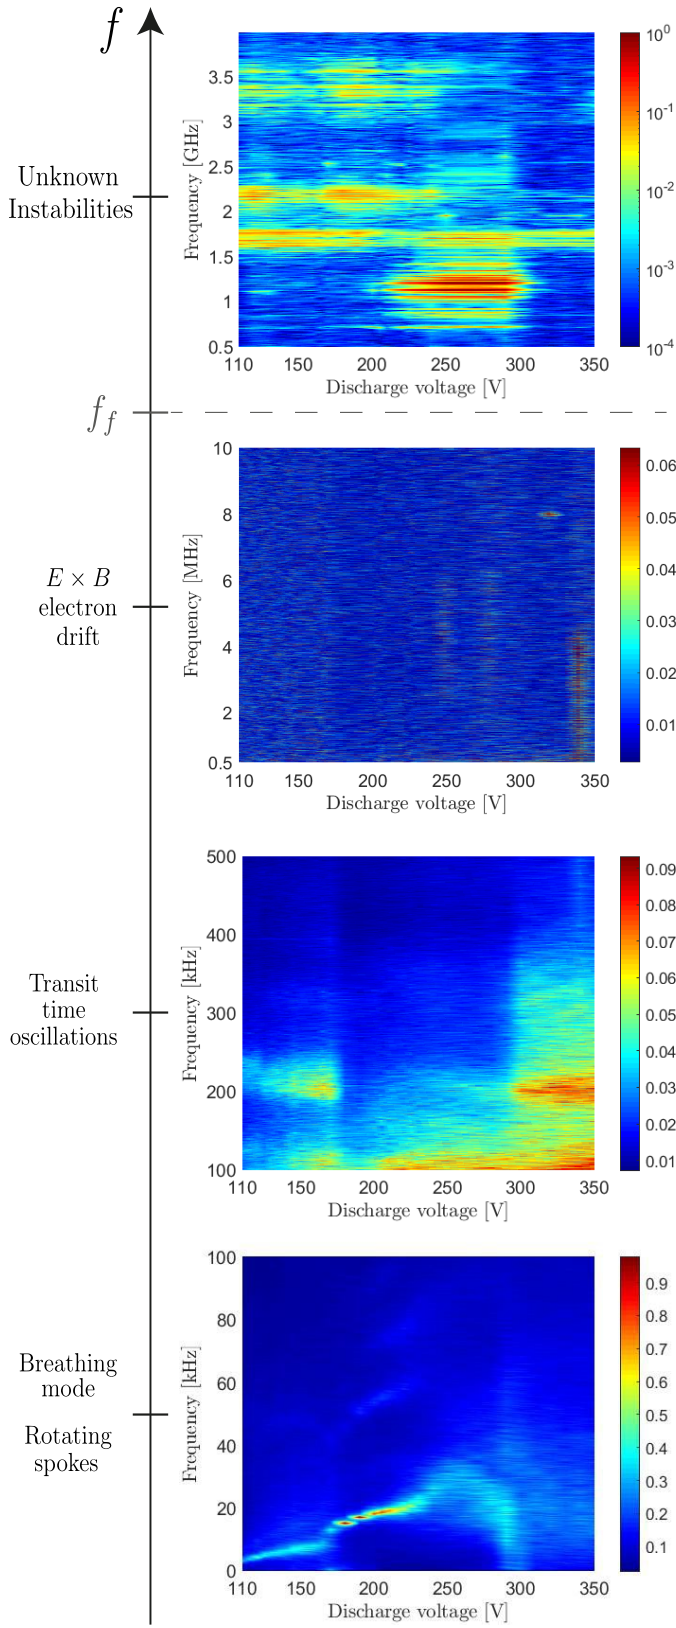 f
Unknown
Instabilities
Frequency [GHz]
3.5
3
2.5
2
1.5
1
0.5
110 150 200 250 300 350
Discharge voltage [V]
10^0
10^-1
10^-2
10^-3
10^-4
f_f
E × B
electron
drift
Frequency [MHz]
10
8
6
4
2
0.5
110 150 200 250 300 350
Discharge voltage [V]
0.06
0.05
0.04
0.03
0.02
0.01
Transit
time
oscillations
Frequency [kHz]
500
400
300
200
100
110 150 200 250 300 350
Discharge voltage [V]
0.09
0.08
0.07
0.06
0.05
0.04
0.03
0.02
0.01
Breathing
mode
Rotating
spokes
Frequency [kHz]
100
80
60
40
20
0
110 150 200 250 300 350
Discharge voltage [V]
0.9
0.8
0.7
0.6
0.5
0.4
0.3
0.2
0.1